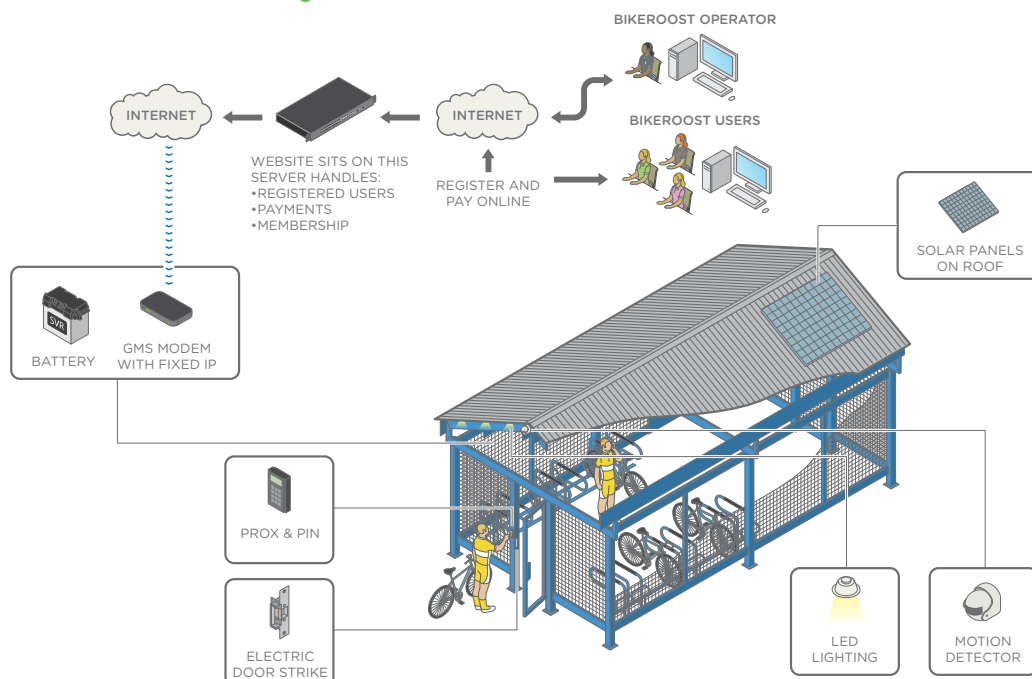 BIKEROOST OPERATOR
INTERNET
INTERNET
BIKEROOST USERS
WEBSITE SITS ON THIS
SERVER HANDLES:
•REGISTERED USERS
•PAYMENTS
•MEMBERSHIP
REGISTER AND
PAY ONLINE
SOLAR PANELS
ON ROOF
SVR
BATTERY
GMS MODEM
WITH FIXED IP
PROX & PIN
ELECTRIC
DOOR STRIKE
LED
LIGHTING
MOTION
DETECTOR